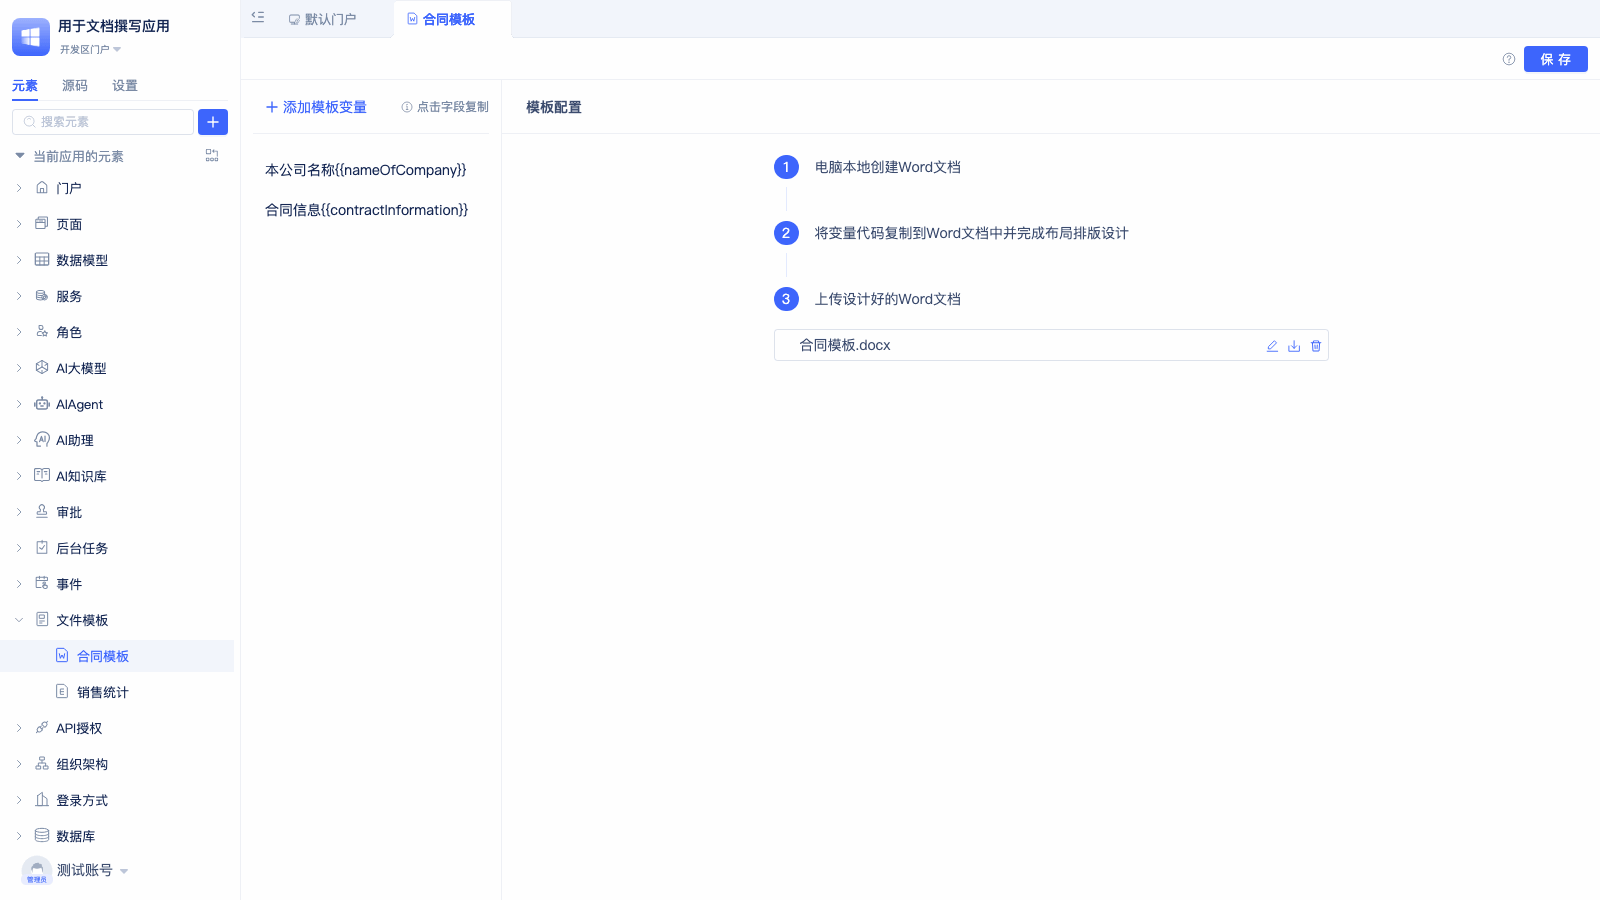 用于文档撰写应用
开发区门户
元素 源码 设置
搜索元素
当前应用的元素
门户
页面
数据模型
服务
角色
AI大模型
AIAgent
AI助理
AI知识库
审批
后台任务
事件
文件模板
合同模板
销售统计
API授权
组织架构
登录方式
数据库
管理员
测试账号
默认门户 合同模板
保 存
添加模板变量 点击字段复制
本公司名称{{nameOfCompany}}
合同信息{{contractInformation}}
模板配置
1 电脑本地创建Word文档
2 将变量代码复制到Word文档中并完成布局排版设计
3 上传设计好的Word文档
合同模板.docx